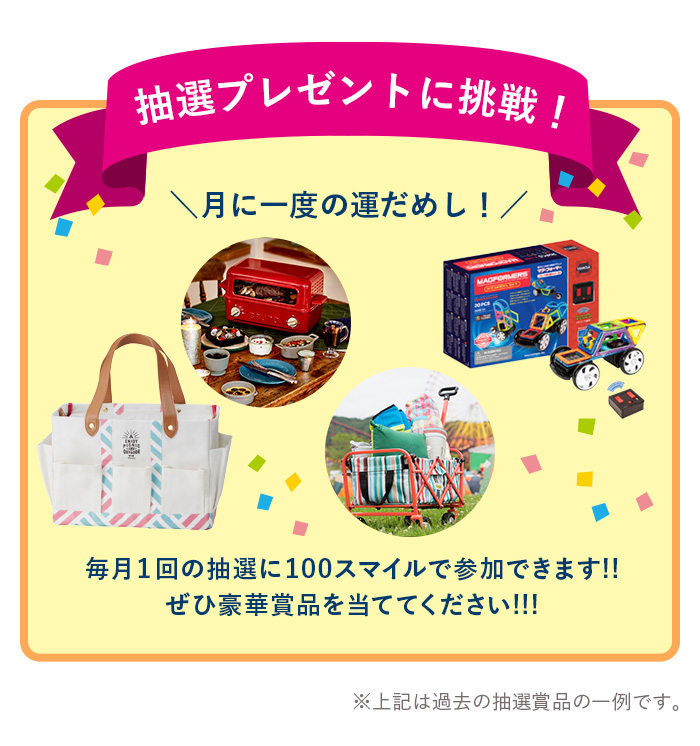 抽選プレゼントに挑戦！
＼月に一度の運だめし！／
MAGFORMERS
ENJOY
PICNIC
OUTDOOR
毎月1回の抽選に100スマイルで参加できます!!
ぜひ豪華賞品を当ててください!!!
※上記は過去の抽選賞品の一例です。